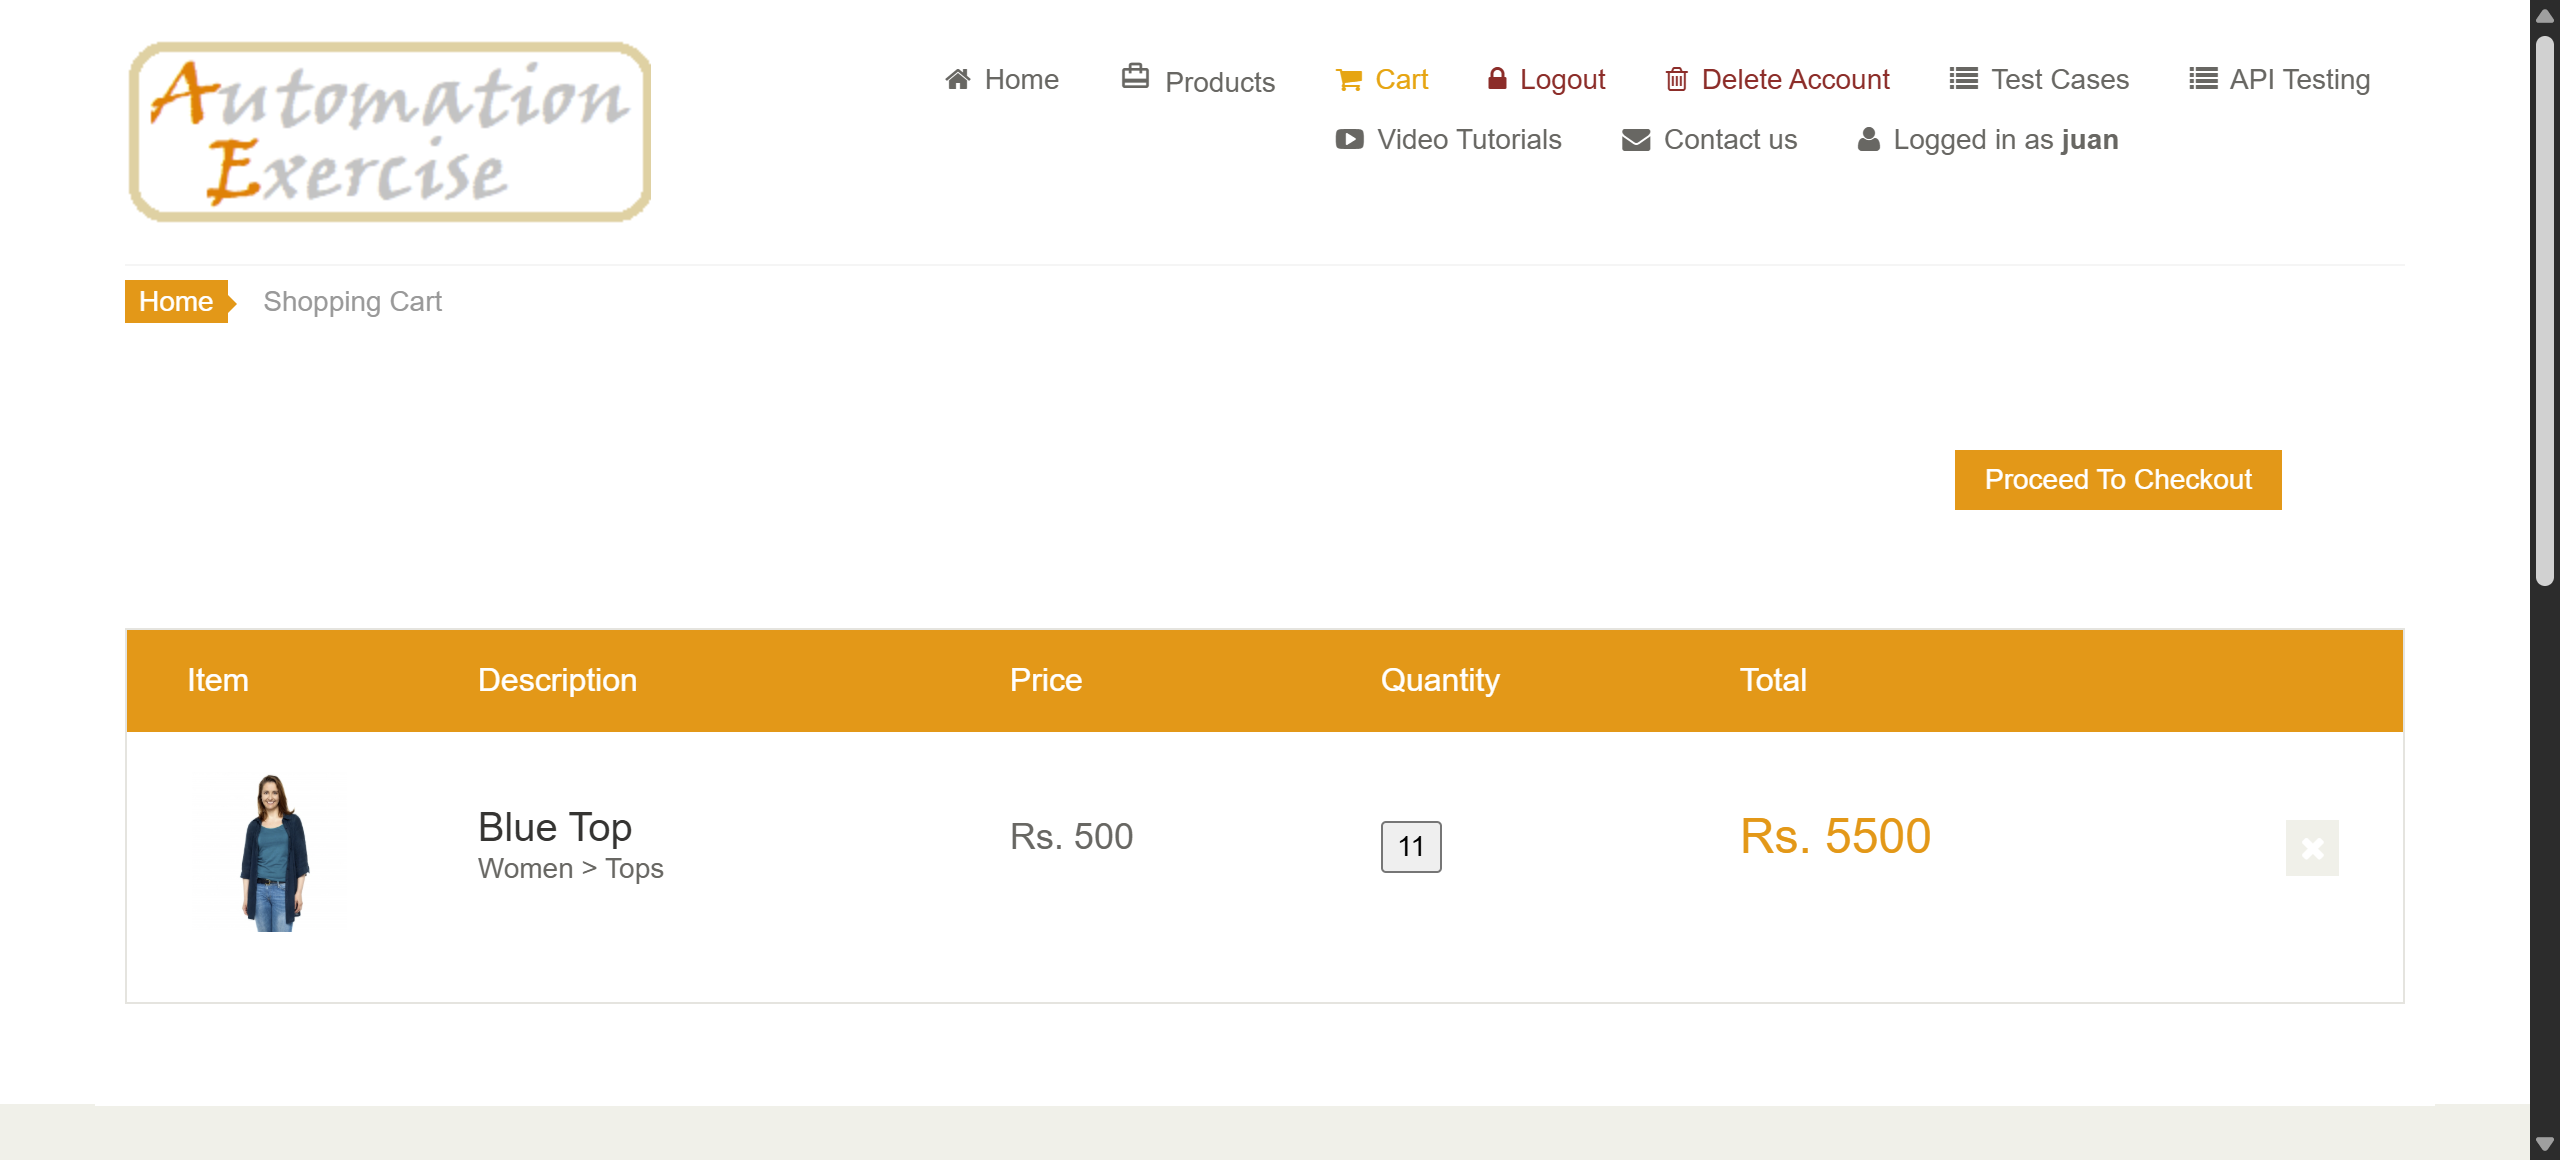 Automation
Exercise
Home
Products
Cart
Logout
Delete Account
Test Cases
API Testing
Video Tutorials
Contact us
Logged in as juan
Home
Shopping Cart
Proceed To Checkout
Item Description Price Quantity Total
Blue Top
Women > Tops
Rs. 500
11
Rs. 5500